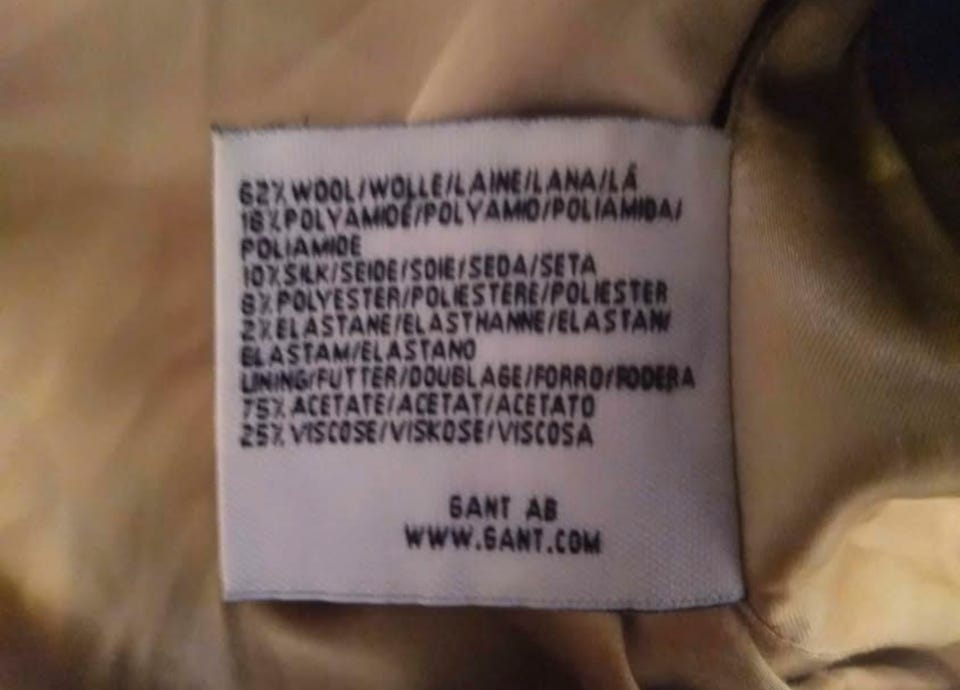 62% WOOL/WOLLE/LAINE/LANA/LÁ
18% POLYAMIDE/POLYAMID/POLIAMIDA/
POLIAMIDE
10% SILK/SEIDE/SOIE/SEDA/SETA
8% POLYESTER/POLIESTERE/POLIESTER
2% ELASTANE/ELASTHANNE/ELASTAN/
ELASTAM/ELASTANO
LINING/FUTTER/DOUBLAGE/FORRO/FODERA
75% ACETATE/ACETAT/ACETATO
25% VISCOSE/VISKOSE/VISCOSA
GANT AB
WWW.GANT.COM